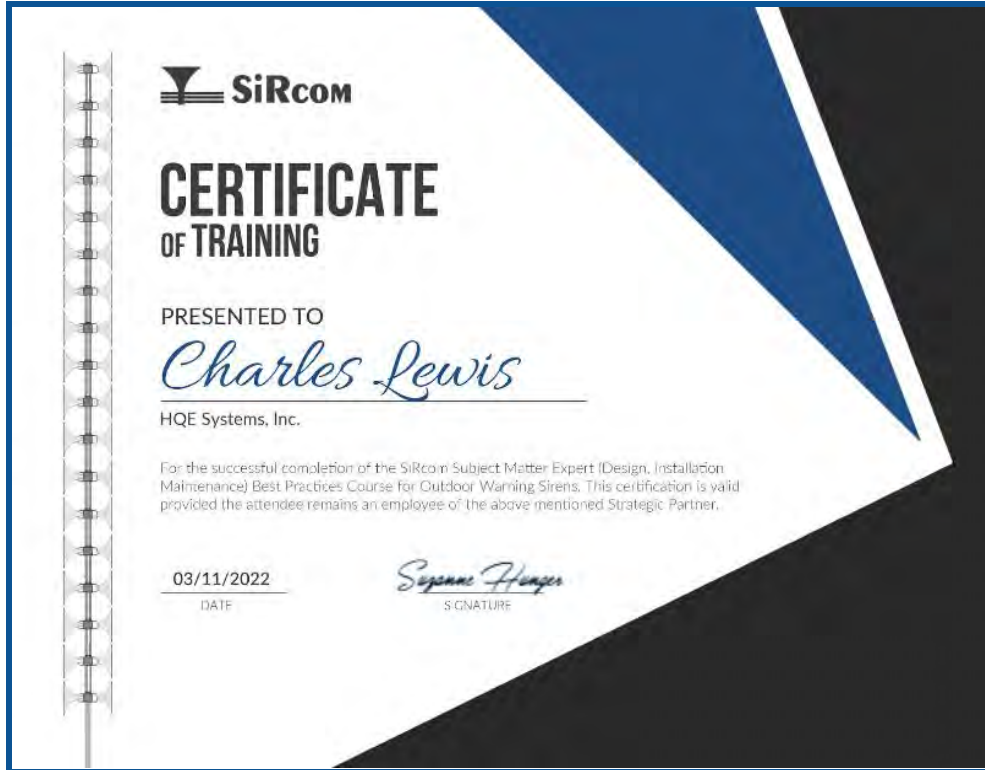 SiRcom
CERTIFICATE
OF TRAINING
PRESENTED TO
Charles Lewis
HQE Systems, Inc.
For the successful completion of the SiRcom Subject Matter Expert (Design, Installation
Maintenance) Best Practices Course for Outdoor Warning Sirens. This certification is valid
provided the attendee remains an employee of the above mentioned Strategic Partner.
03/11/2022
DATE
Suzanne Hunger
SIGNATURE